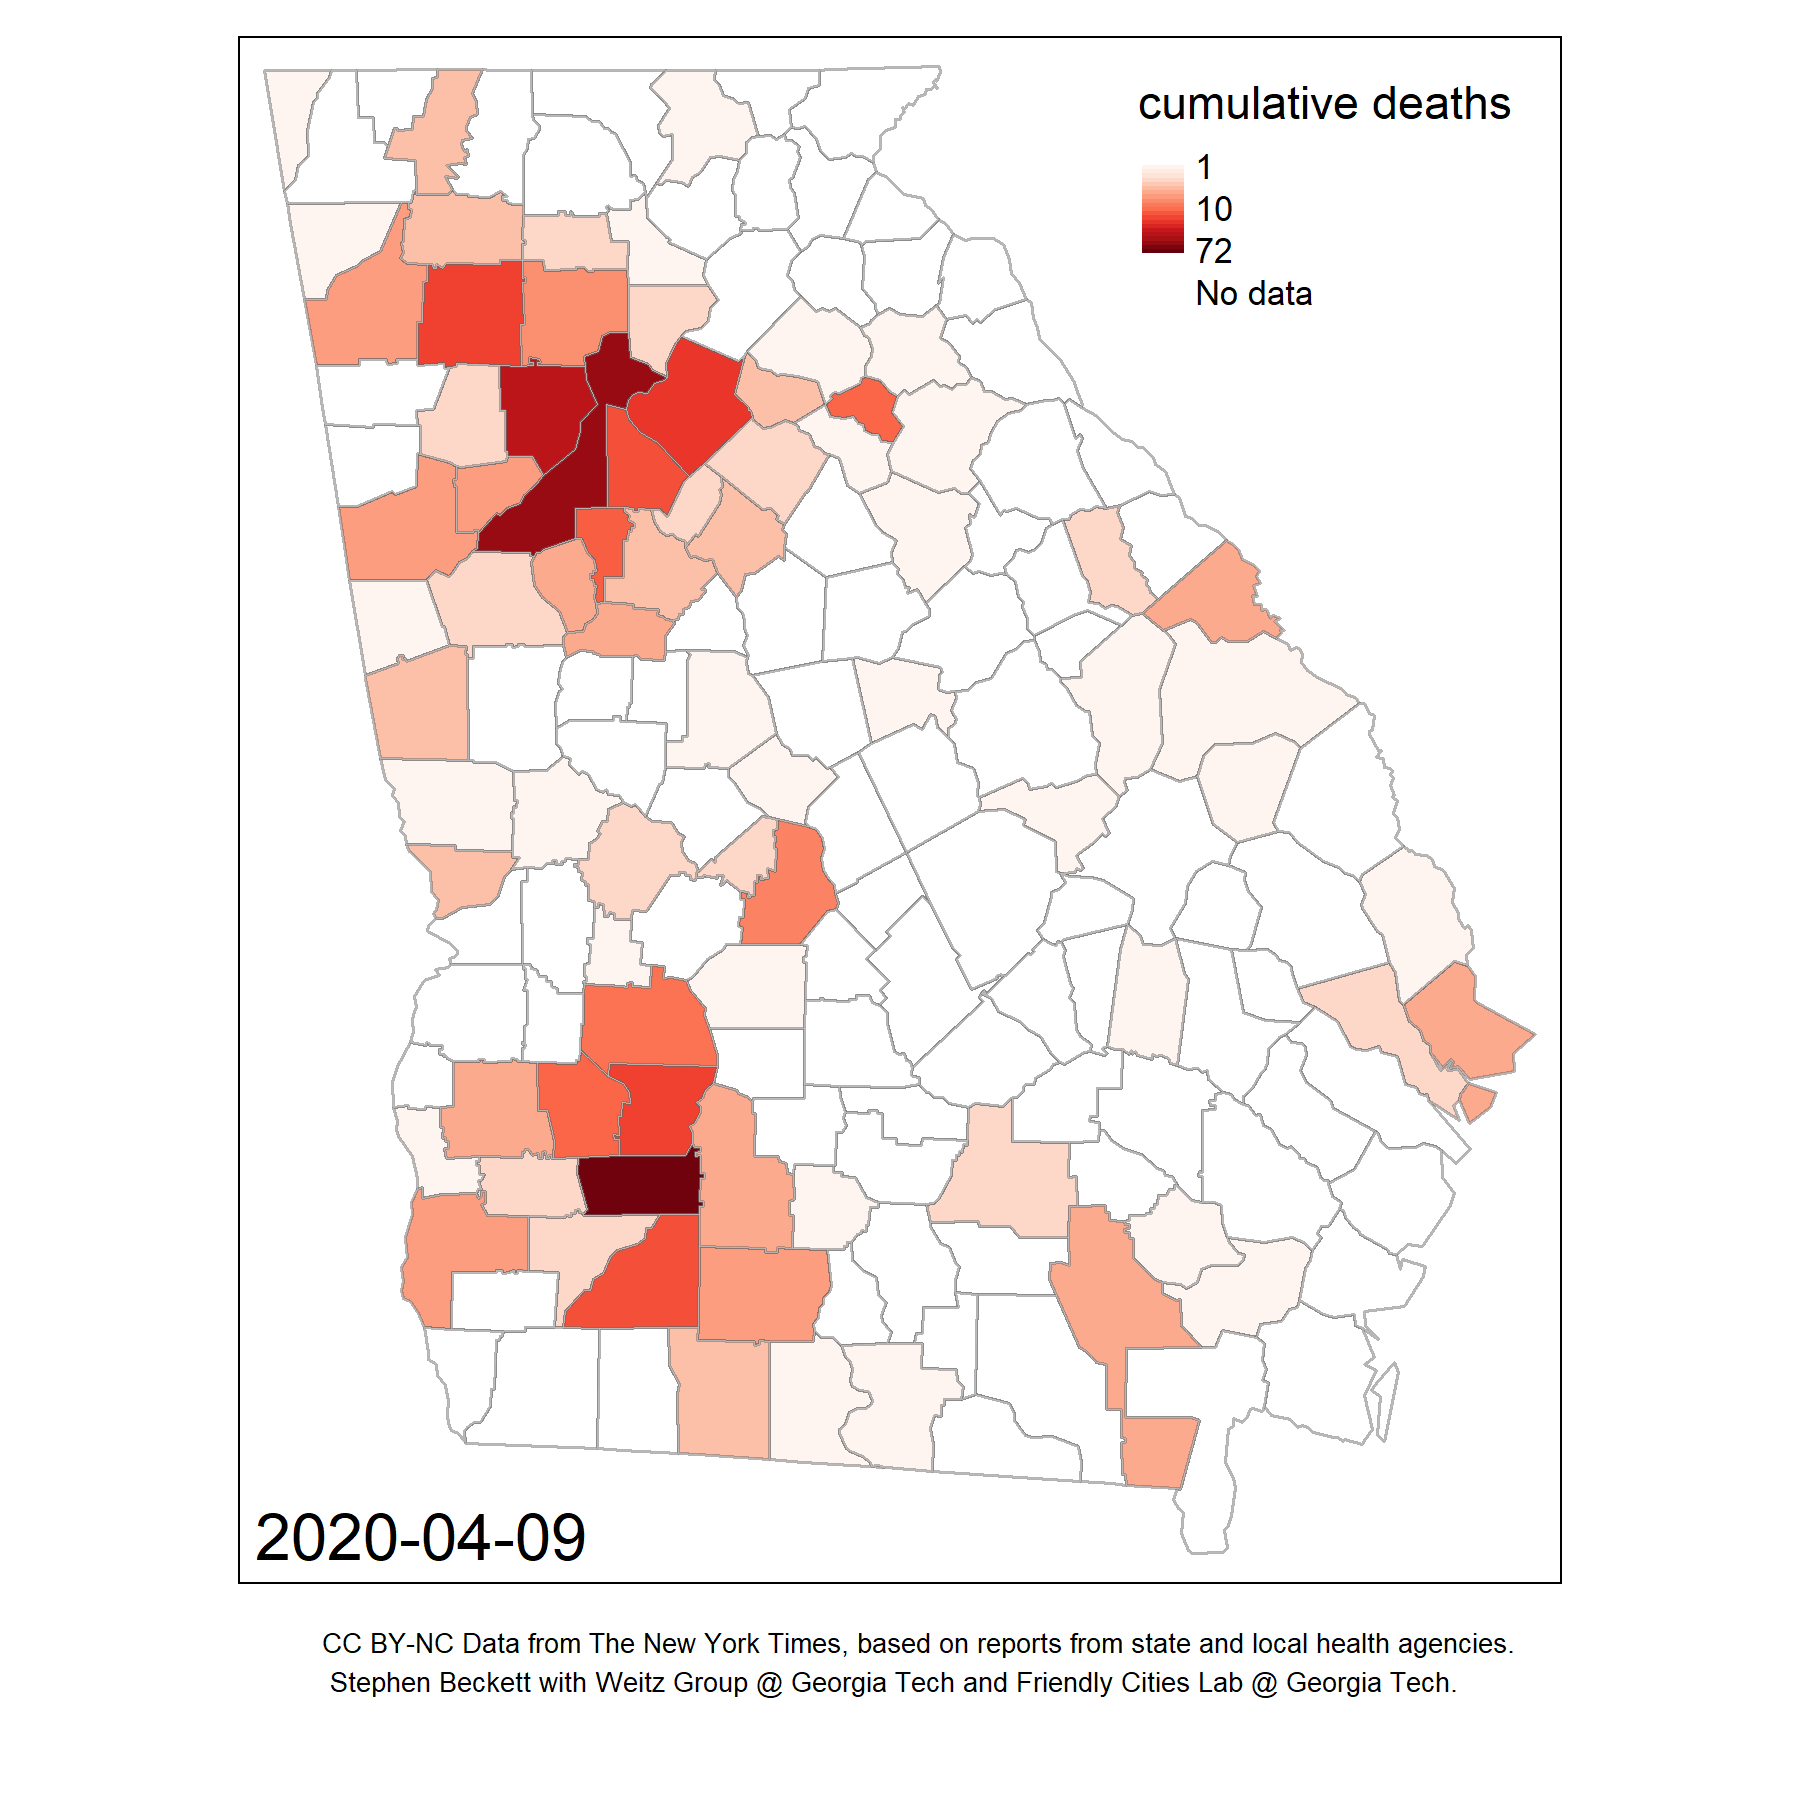 cumulative deaths
1
10
72
No data
2020-04-09
CC BY-NC Data from The New York Times, based on reports from state and local health agencies.
Stephen Beckett with Weitz Group @ Georgia Tech and Friendly Cities Lab @ Georgia Tech.